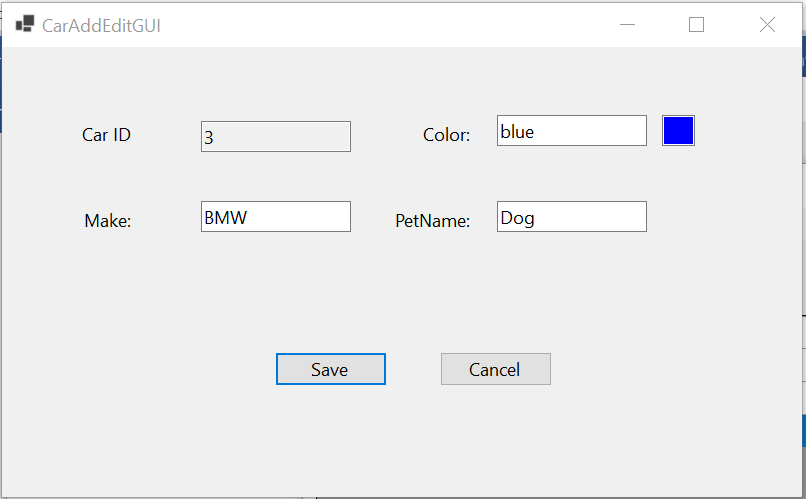 CarAddEditGUI
Car ID 3 Color: blue
Make: BMW PetName: Dog
Save Cancel